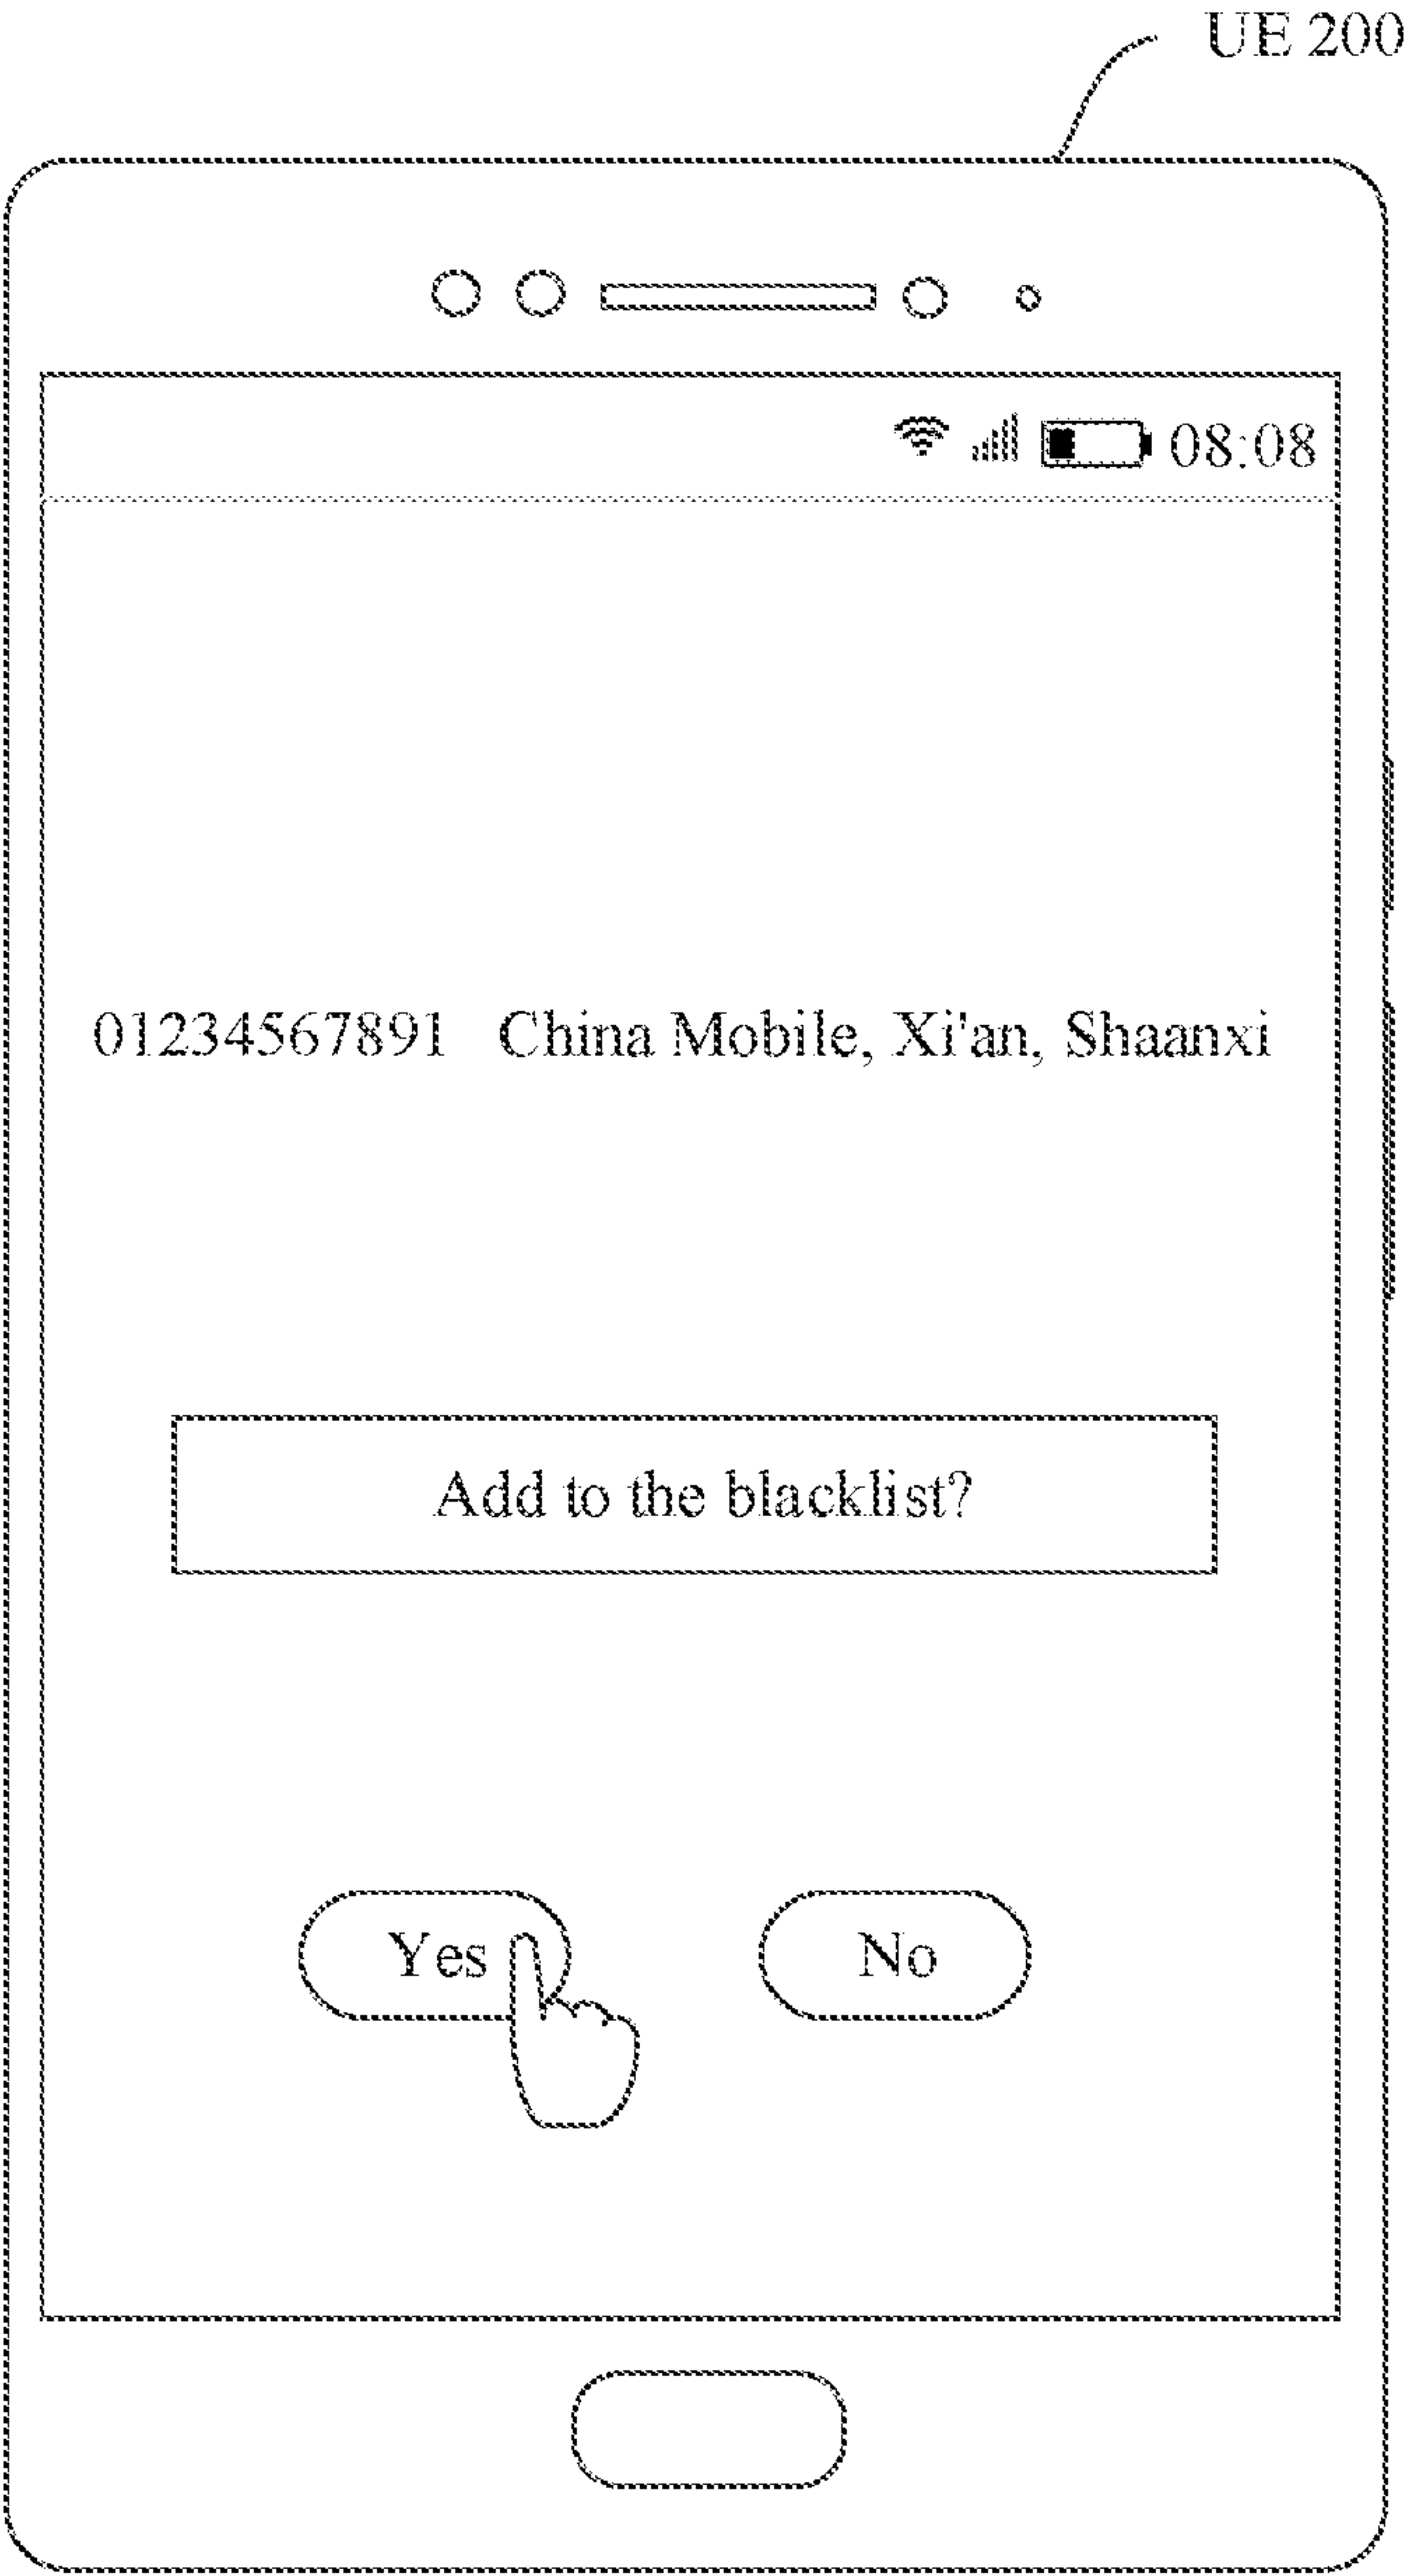 UE 200
08:08
01234567891 China Mobile, Xi'an, Shaanxi
Add to the blacklist?
Yes No